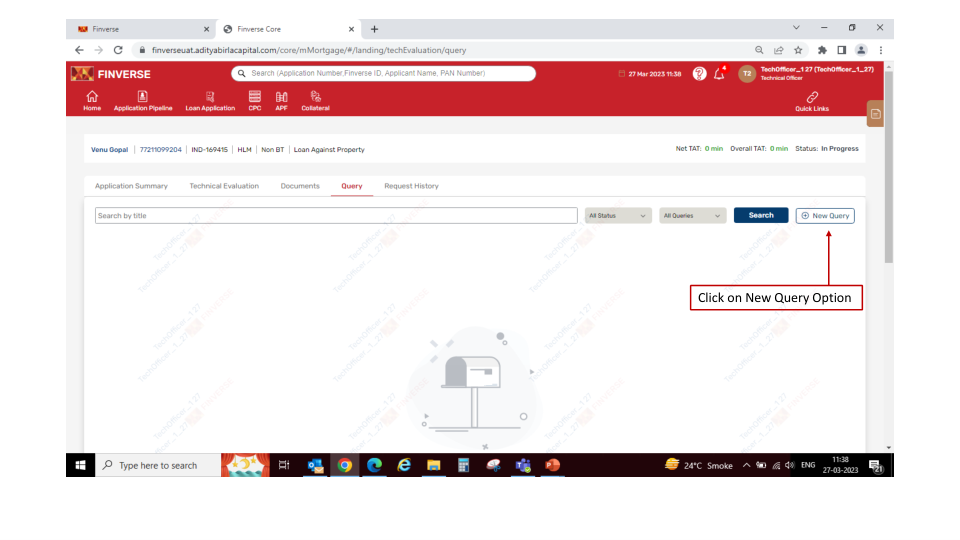 Finverse
Finverse Core
finverseuat.adityabirlacapital.com/core/mMortgage/#/landing/techEvaluation/query
FINVERSE
Search (Application Number,Finverse ID, Applicant Name, PAN Number)
27 Mar 2023 11:38
4
T2
TechOfficer_127 (TechOfficer_1_27)
Technical Officer
Home
Application Pipeline
Loan Application
CPC
APF
Collateral
Quick Links
Venu Gopal | 77211099204 | IND-169415 | HLM | Non BT | Loan Against Property
Net TAT: 0 min Overall TAT: 0 min Status: In Progress
Application Summary
Technical Evaluation
Documents
Query
Request History
Search by title
All Status
All Queries
Search
New Query
Click on New Query Option
Type here to search
24°C Smoke
ENG
11:38
27-03-2023
21